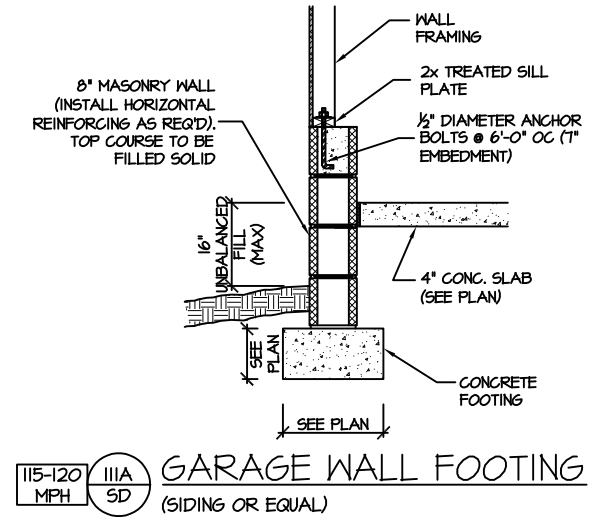 WALL
FRAMING
2x TREATED SILL
PLATE
8" MASONRY WALL
(INSTALL HORIZONTAL
REINFORCING AS REQ'D).
TOP COURSE TO BE
FILLED SOLID
1/2" DIAMETER ANCHOR
BOLTS @ 6'-0" OC (7"
EMBEDMENT)
16"
UNBALANCED
FILL
(MAX)
4" CONC. SLAB
(SEE PLAN)
SEE
PLAN
CONCRETE
FOOTING
SEE PLAN
115-120
MPH
111A
SD
GARAGE WALL FOOTING
(SIDING OR EQUAL)